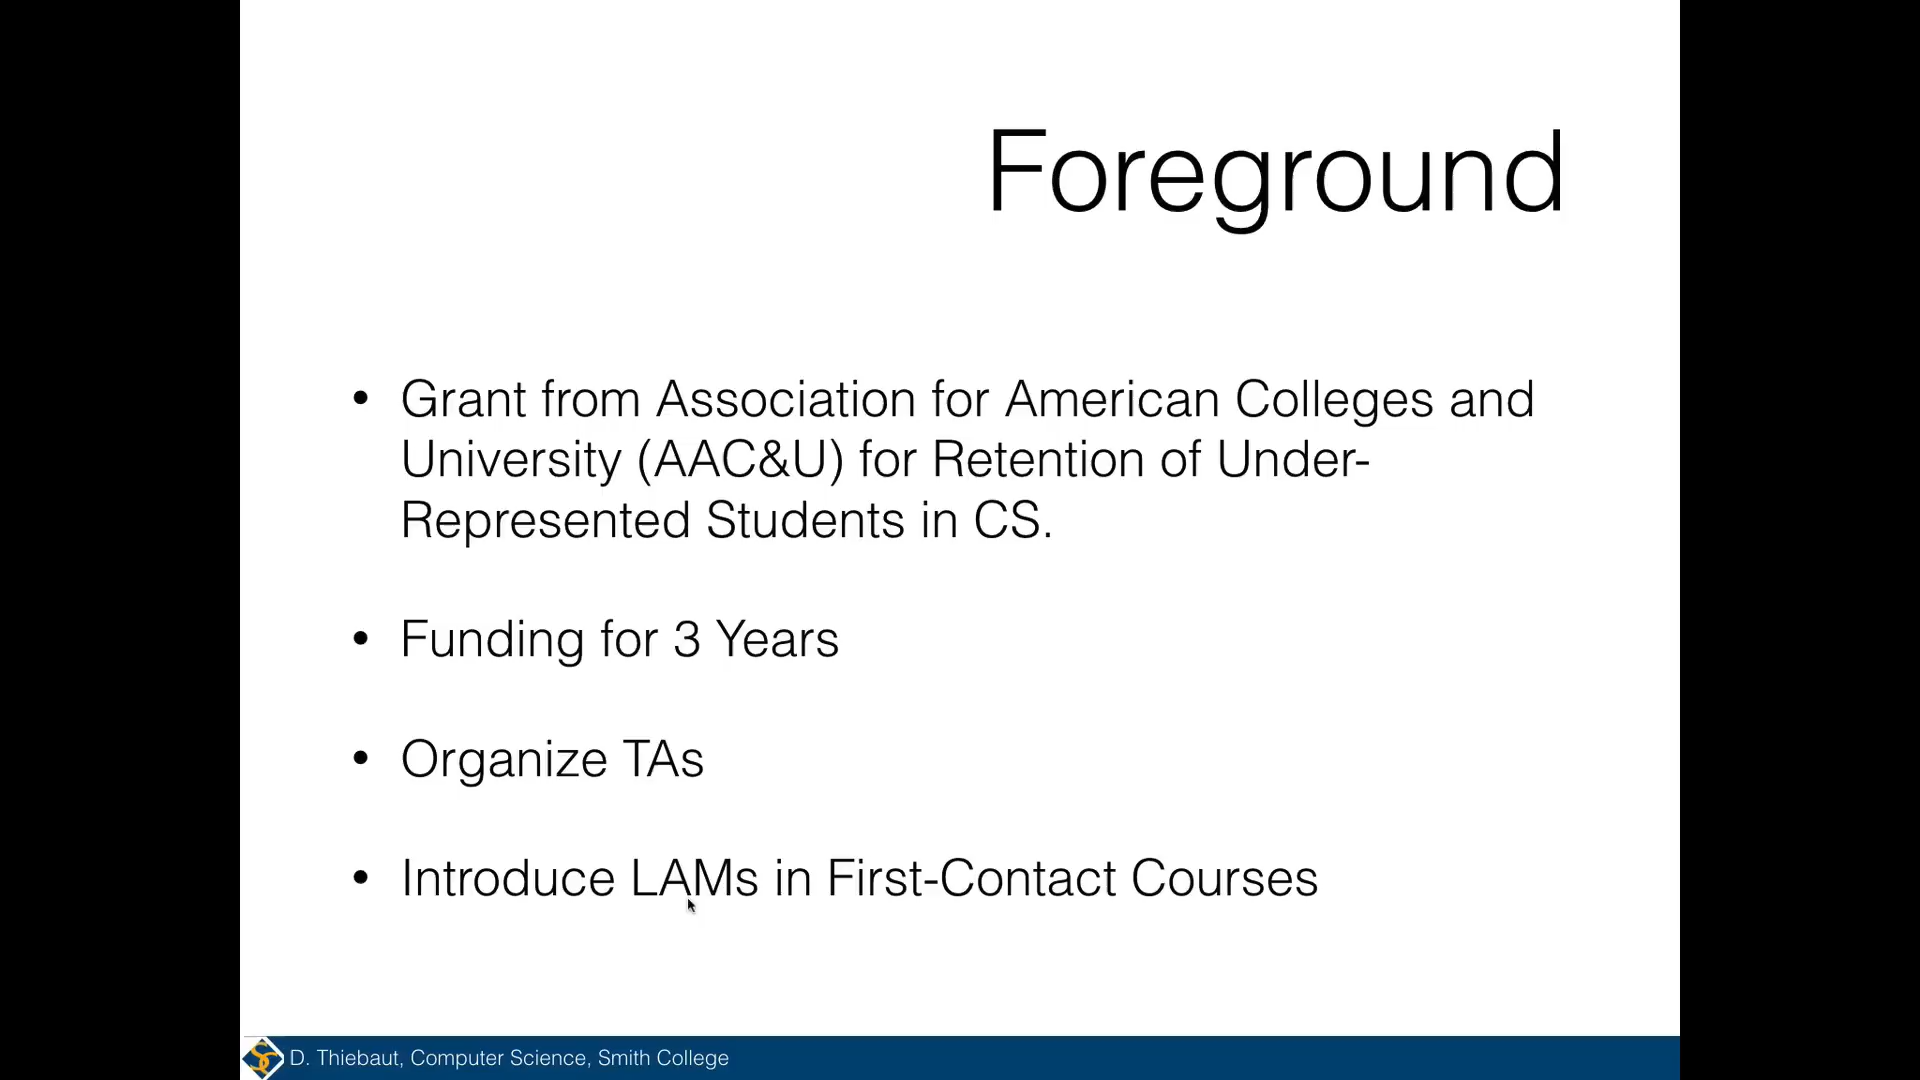 Foreground
• Grant from Association for American Colleges and
University (AAC&U) for Retention of Under-
Represented Students in CS.
• Funding for 3 Years
• Organize TAs
• Introduce LAMs in First-Contact Courses
D. Thiebaut, Computer Science, Smith College